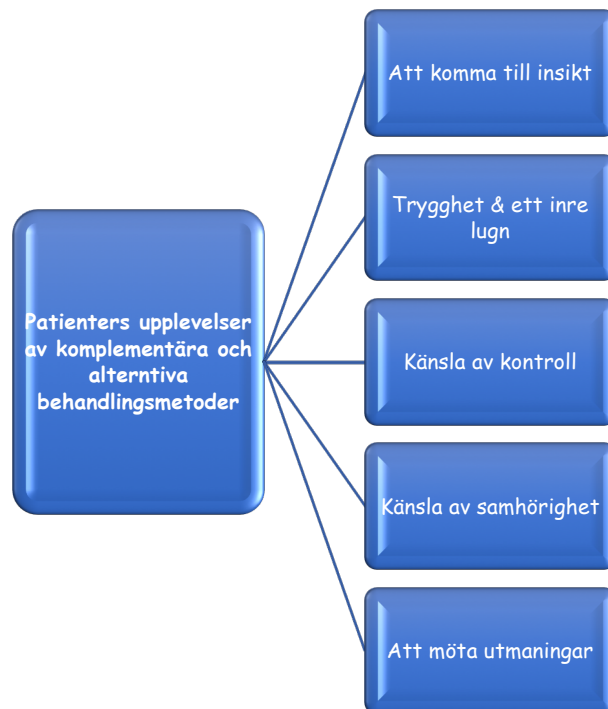 Att komma till insikt
Trygghet & ett inre
lugn
Patienters upplevelser
av komplementära och
alterntiva
behandlingsmetoder
Känsla av kontroll
Känsla av samhörighet
Att möta utmaningar